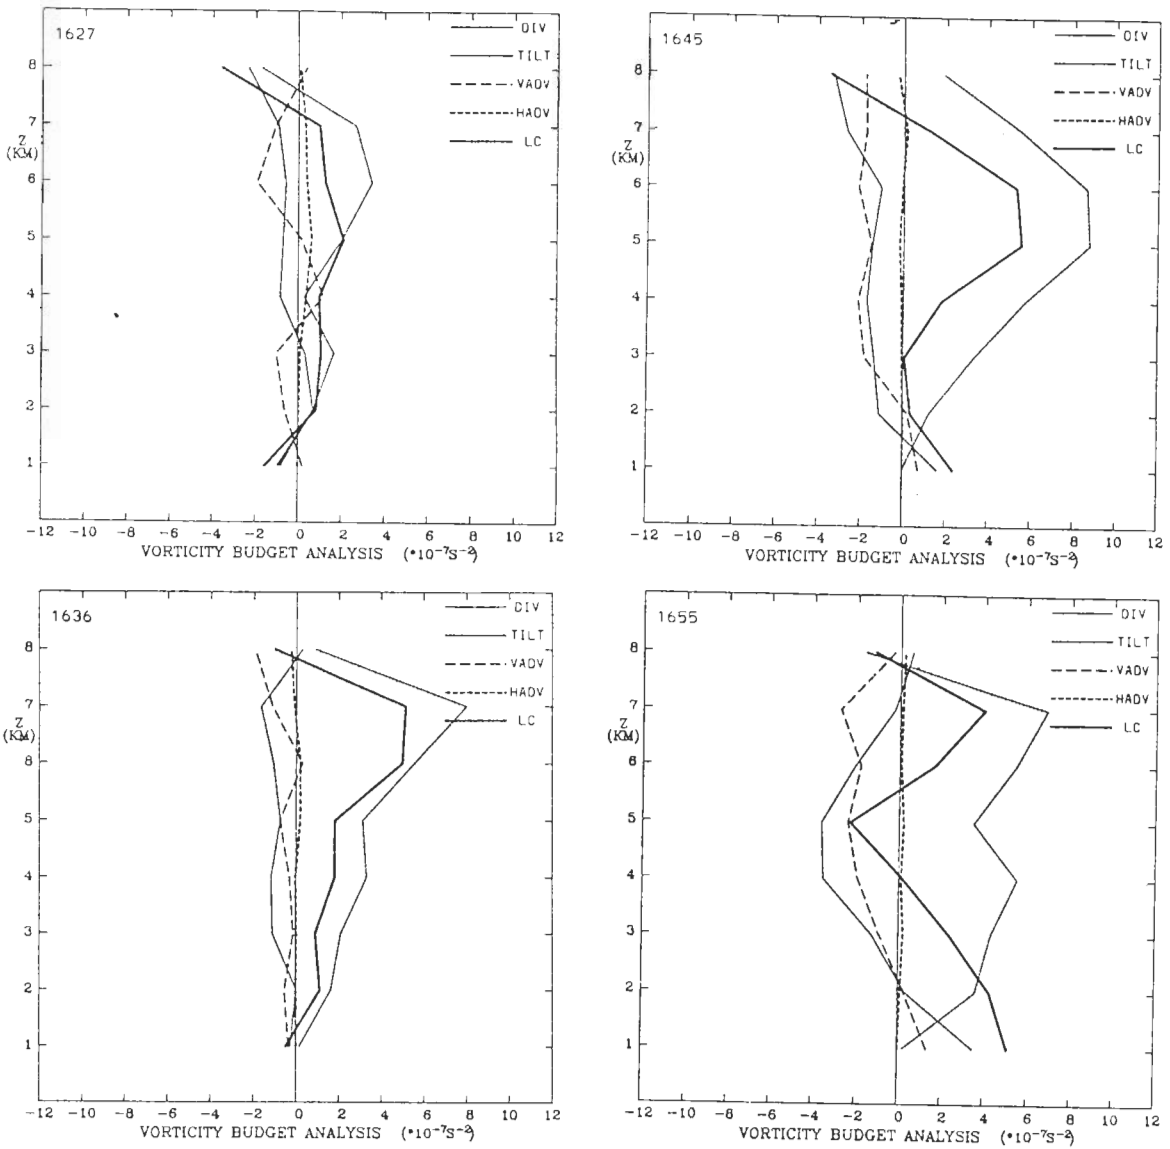 1627
DIV
TILT
VADV
HADV
LC
8
7
Z
(KM)
6
5
4
3
2
1
-12 -10 -8 -6 -4 -2 0 2 4 6 8 10 12
VORTICITY BUDGET ANALYSIS (*10-7S-2)
1645
DIV
TILT
VADV
HADV
LC
8
7
Z
(KM)
6
5
4
3
2
1
-12 -10 -8 -6 -4 -2 0 2 4 6 8 10 12
VORTICITY BUDGET ANALYSIS (*10-7S-2)
1636
DIV
TILT
VADV
HADV
LC
8
7
Z
(KM)
6
5
4
3
2
1
-12 -10 -8 -6 -4 -2 0 2 4 6 8 10 12
VORTICITY BUDGET ANALYSIS (*10-7S-2)
1655
DIV
TILT
VADV
HADV
LC
8
7
Z
(KM)
6
5
4
3
2
1
-12 -10 -8 -6 -4 -2 0 2 4 6 8 10 12
VORTICITY BUDGET ANALYSIS (*10-7S-2)